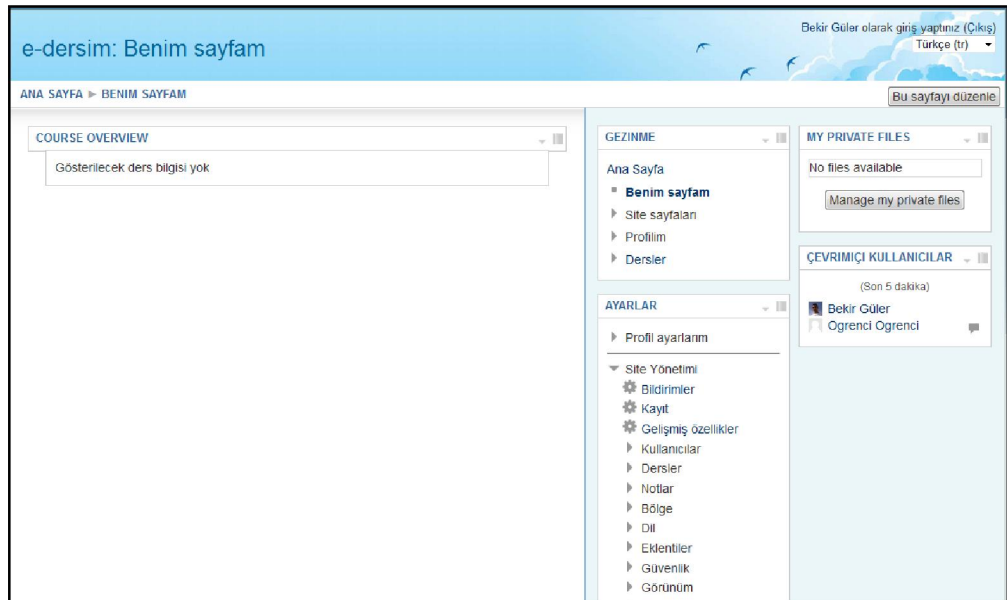 Bekir Güler olarak giriş yaptınız (Çıkış)
e-dersim: Benim sayfam
Türkçe (tr)
ANA SAYFA ► BENIM SAYFAM
Bu sayfayı düzenle
COURSE OVERVIEW
Gösterilecek ders bilgisi yok
GEZINME
Ana Sayfa
Benim sayfam
Site sayfaları
Profilim
Dersler
AYARLAR
Profil ayarlarım
Site Yönetimi
Bildirimler
Kayıt
Gelişmiş özellikler
Kullanıcılar
Dersler
Notlar
Bölge
Dil
Eklentiler
Güvenlik
Görünüm
MY PRIVATE FILES
No files available
Manage my private files
ÇEVRIMIÇI KULLANICILAR
(Son 5 dakika)
Bekir Güler
Ogrenci Ogrenci